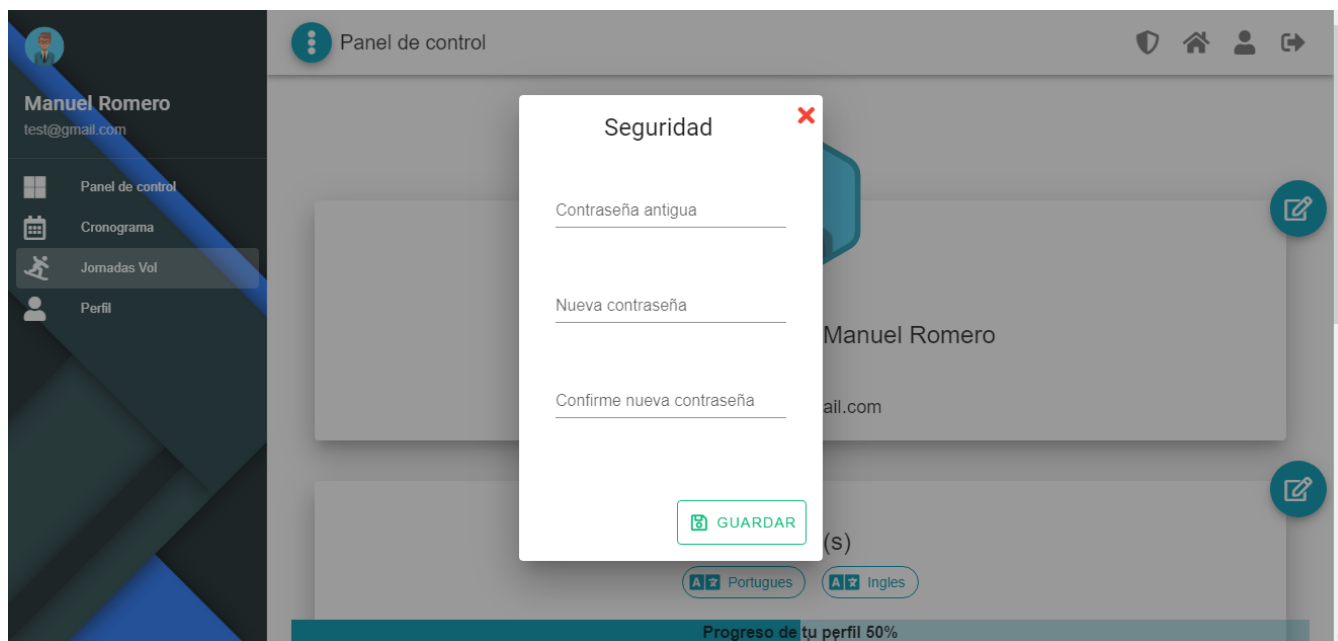 Panel de control
Manuel Romero
test@gmail.com
Panel de control
Cronograma
Jornadas Vol
Perfil
Seguridad
Contraseña antigua
Nueva contraseña
Confirme nueva contraseña
GUARDAR
Manuel Romero
ail.com
(s)
Portugues
Ingles
Progreso de tu perfil 50%